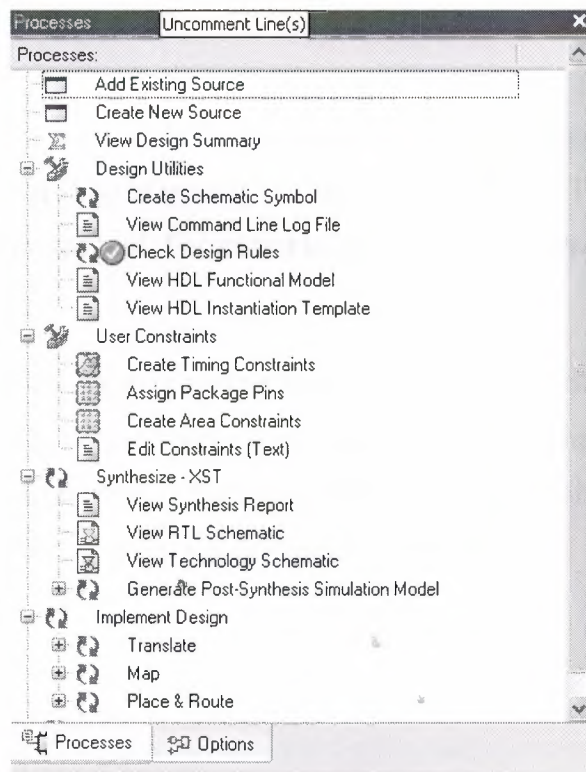 Processes Uncomment Line(s)
Processes:
Add Existing Source
Create New Source
View Design Summary
Design Utilities
Create Schematic Symbol
View Command Line Log File
Check Design Rules
View HDL Functional Model
View HDL Instantiation Template
User Constraints
Create Timing Constraints
Assign Package Pins
Create Area Constraints
Edit Constraints (Text)
Synthesize - XST
View Synthesis Report
View RTL Schematic
View Technology Schematic
Generate Post-Synthesis Simulation Model
Implement Design
Translate
Map
Place & Route
Processes Options